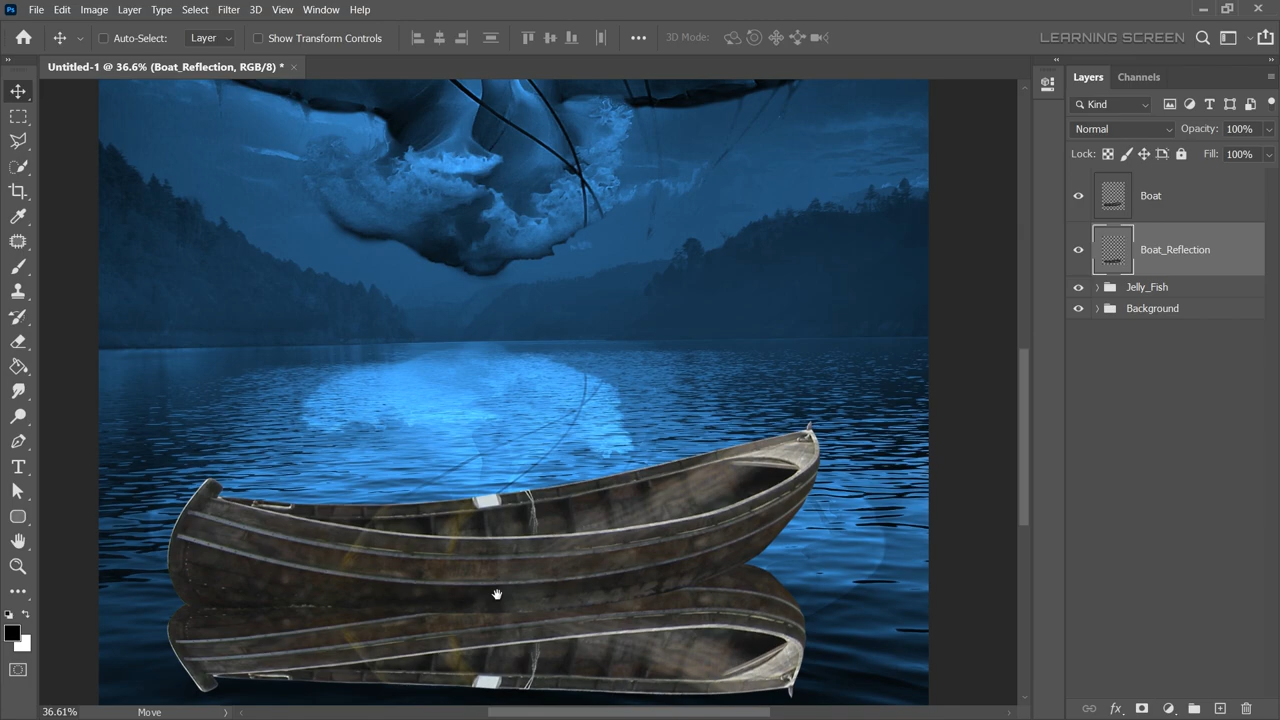 Ps File Edit Image Layer Type Select Filter 3D View Window Help
Auto-Select: Layer Show Transform Controls 3D Mode: LEARNING SCREEN
Untitled-1 @ 36.6% (Boat_Reflection, RGB/8) *
Layers Channels
Kind
Normal Opacity: 100%
Lock: Fill: 100%
Boat
Boat_Reflection
Jelly_Fish
Background
36.61% Move